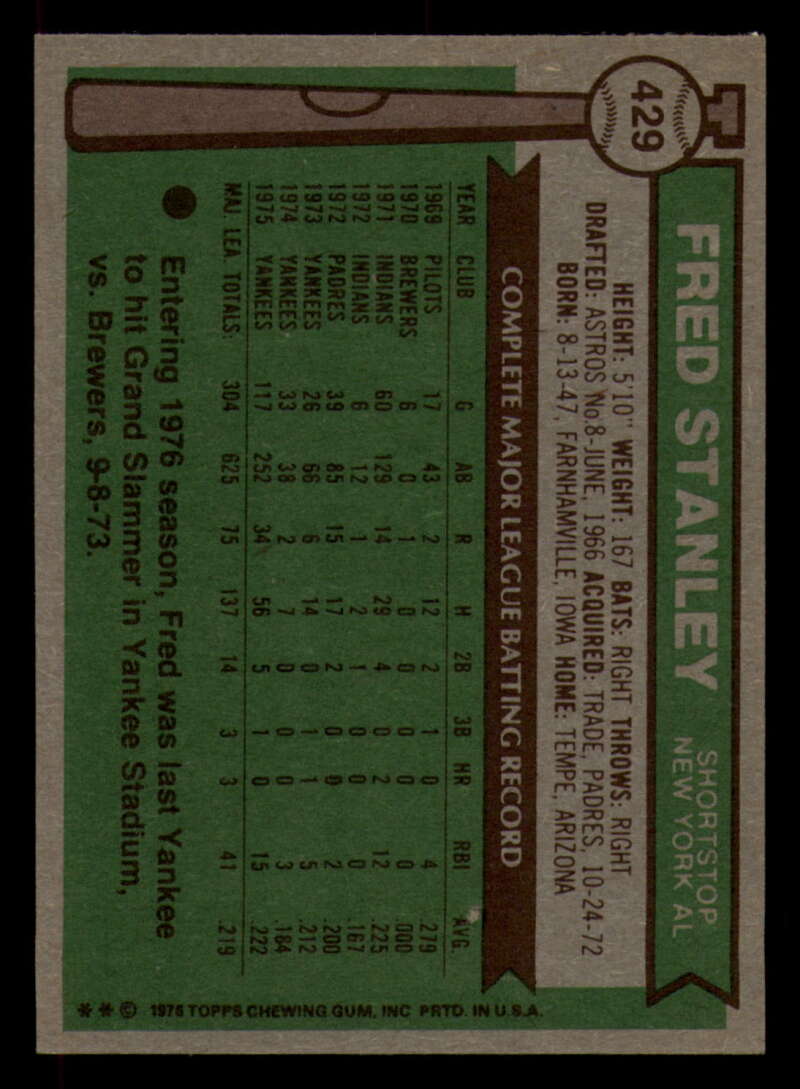 429
FRED STANLEY
SHORTSTOP
NEW YORK AL
HEIGHT: 5'10" WEIGHT: 167 BATS: RIGHT THROWS: RIGHT
DRAFTED: ASTROS No.8-JUNE, 1966 ACQUIRED: TRADE, PADRES, 10-24-72
BORN: 8-13-47, FARNHAMVILLE, IOWA HOME: TEMPE, ARIZONA
COMPLETE MAJOR LEAGUE BATTING RECORD
YEAR CLUB G AB R H 2B 3B HR RBI AVG.
1969 PILOTS 17 43 2 12 2 1 0 4 .279
1970 BREWERS 6 0 1 0 0 0 0 0 .000
1971 INDIANS 60 129 14 29 4 0 2 12 .225
1972 INDIANS 6 12 1 2 1 0 0 0 .167
1972 PADRES 39 85 15 17 2 0 0 2 .200
1973 YANKEES 26 66 6 14 0 1 1 5 .212
1974 YANKEES 33 38 2 7 0 0 0 3 .184
1975 YANKEES 117 252 34 56 5 1 0 15 .222
MAJ. LEA. TOTALS: 304 625 75 137 14 3 3 41 .219
Entering 1976 season, Fred was last Yankee
to hit Grand Slammer in Yankee Stadium,
vs. Brewers, 9-8-73.
* * © 1976 TOPPS CHEWING GUM, INC PRTD. IN U.S.A.